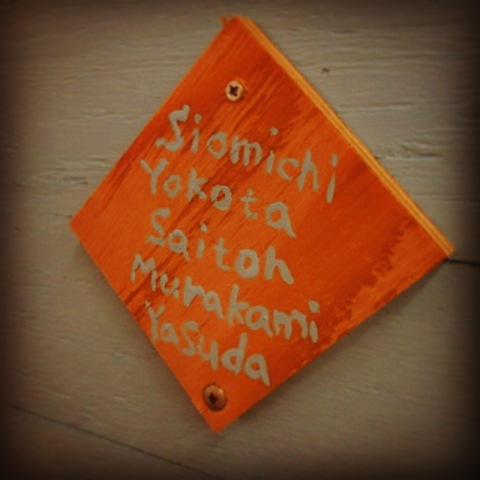 Siomichi
Yokota
Saitoh
Murakami
Yasuda